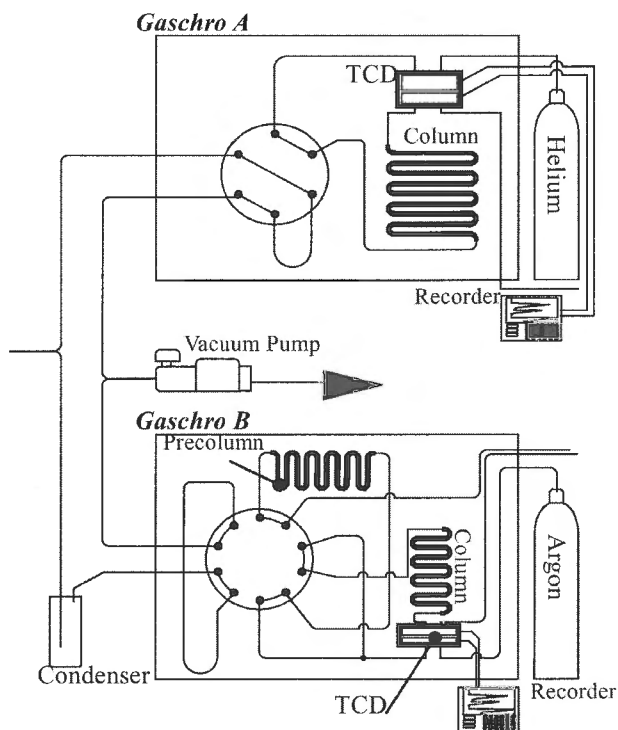 Gaschro A
TCD
Column
Helium
Recorder
Vacuum Pump
Gaschro B
Precolumn
Column
Argon
Condenser
TCD
Recorder